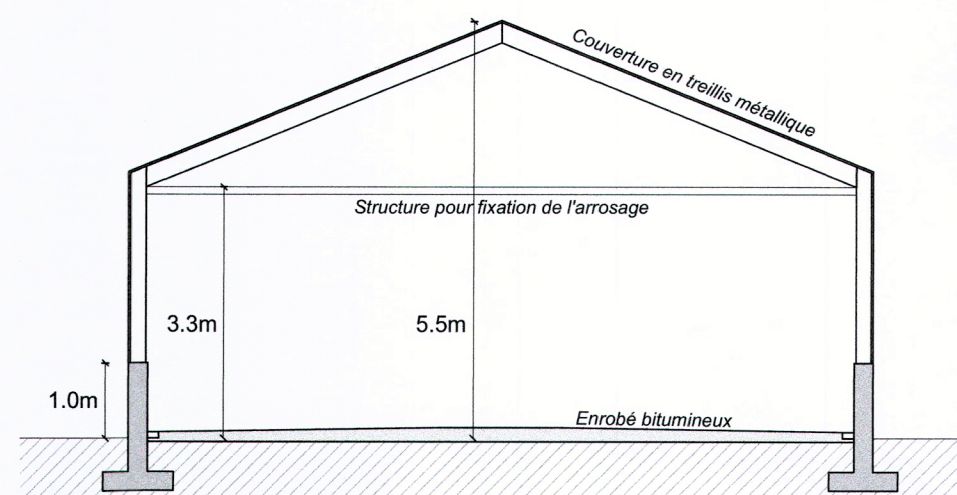 Couverture en treillis métallique
Structure pour fixation de l'arrosage
3.3m
5.5m
1.0m
Enrobé bitumineux